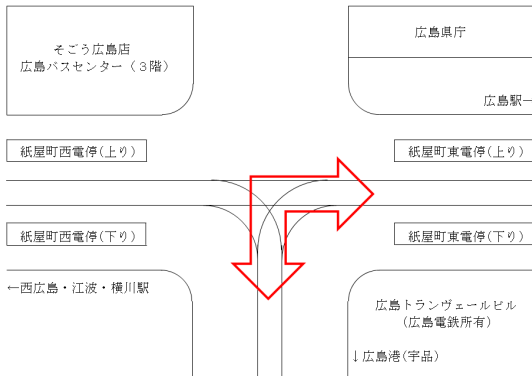 そごう広島店
広島バスセンター（3階）
広島県庁
広島駅→
紙屋町西電停(上り)
紙屋町東電停(上り)
紙屋町西電停(下り)
紙屋町東電停(下り)
←西広島・江波・横川駅
広島トランヴェールビル
(広島電鉄所有)
↓広島港(宇品)